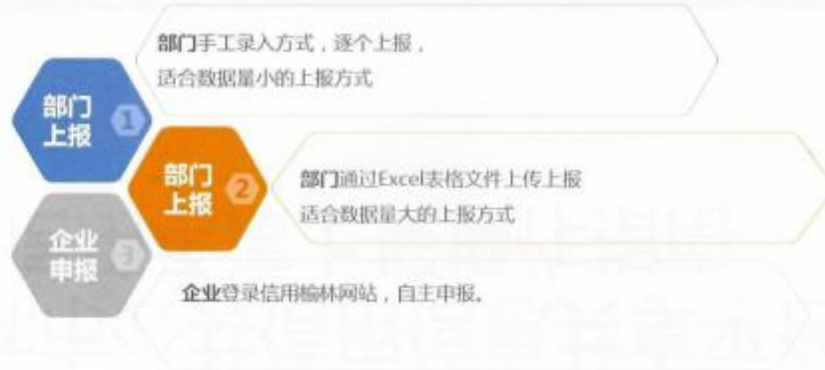 部门手工录入方式，逐个上报，
适合数据量小的上报方式
部门
上报
1
部门
上报
2
部门通过Excel表格文件上传上报
适合数据量大的上报方式
企业
申报
3
企业登录信用榆林网站，自主申报。